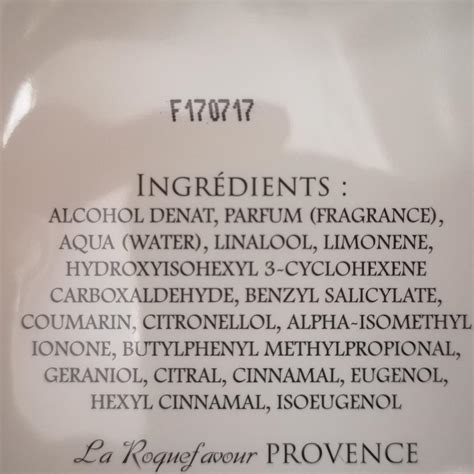 F170717
INGRÉDIENTS :
ALCOHOL DENAT, PARFUM (FRAGRANCE),
AQUA (WATER), LINALOOL, LIMONENE,
HYDROXYISOHEXYL 3-CYCLOHEXENE
CARBOXALDEHYDE, BENZYL SALICYLATE,
COUMARIN, CITRONELLOL, ALPHA-ISOMETHYL
IONONE, BUTYLPHENYL METHYLPROPIONAL,
GERANIOL, CITRAL, CINNAMAL, EUGENOL,
HEXYL CINNAMAL, ISOEUGENOL
La Roquefavour PROVENCE